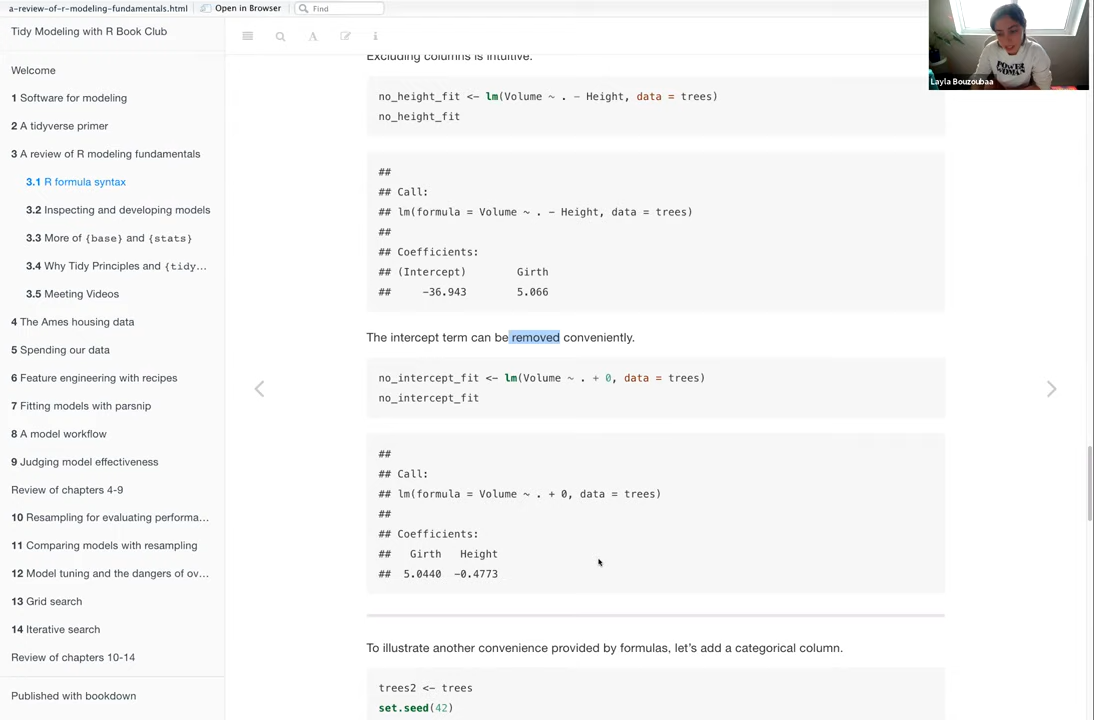 a-review-of-r-modeling-fundamentals.html
Open in Browser
Find
Tidy Modeling with R Book Club
Welcome
1 Software for modeling
2 A tidyverse primer
3 A review of R modeling fundamentals
3.1 R formula syntax
3.2 Inspecting and developing models
3.3 More of {base} and {stats}
3.4 Why Tidy Principles and {tidy…
3.5 Meeting Videos
4 The Ames housing data
5 Spending our data
6 Feature engineering with recipes
7 Fitting models with parsnip
8 A model workflow
9 Judging model effectiveness
Review of chapters 4-9
10 Resampling for evaluating performa…
11 Comparing models with resampling
12 Model tuning and the dangers of ov…
13 Grid search
14 Iterative search
Review of chapters 10-14
Published with bookdown
A
i
Excluding columns is intuitive.
no_height_fit <- lm(Volume ~ . - Height, data = trees)
no_height_fit
##
## Call:
## lm(formula = Volume ~ . - Height, data = trees)
##
## Coefficients:
## (Intercept)        Girth
##     -36.943        5.066
The intercept term can be removed conveniently.
no_intercept_fit <- lm(Volume ~ . + 0, data = trees)
no_intercept_fit
##
## Call:
## lm(formula = Volume ~ . + 0, data = trees)
##
## Coefficients:
##   Girth   Height
##  5.0440  -0.4773
To illustrate another convenience provided by formulas, let's add a categorical column.
trees2 <- trees
set.seed(42)
POWER
WOMAN
Layla Bouzoubaa